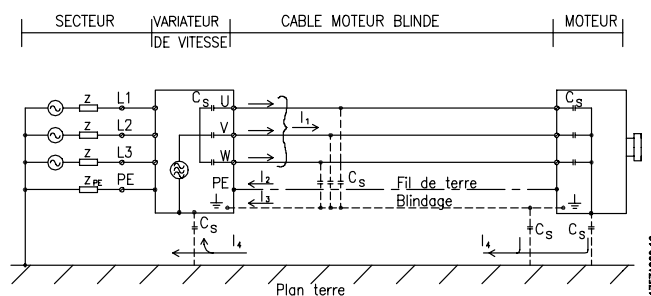 SECTEUR VARIATEUR DE VITESSE CABLE MOTEUR BLINDE MOTEUR
Z L1 CS U CS
I1
Z L2 V
Z L3 W
ZPE PE PE I2 CS Fil de terre
I3 Blindage
CS I4 I4 CS CS
Plan terre